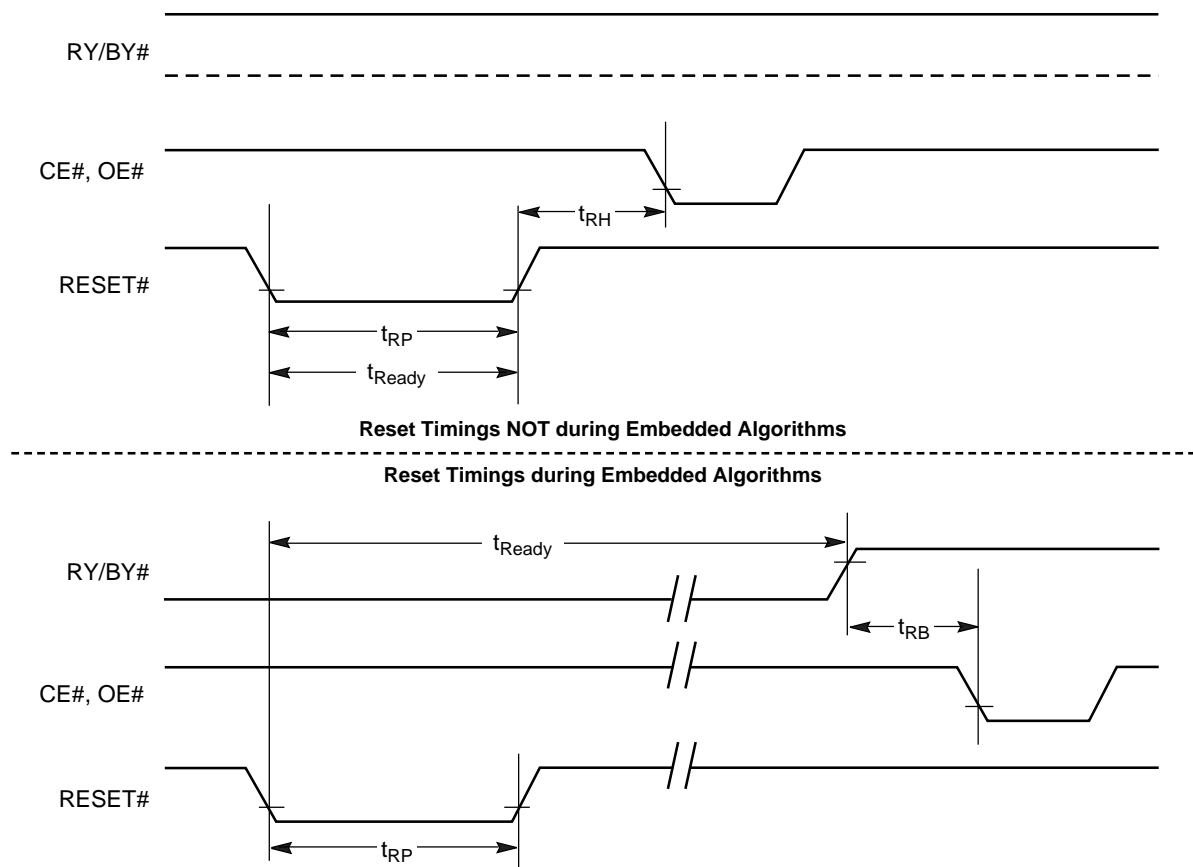 RY/BY#
CE#, OE#
tRH
RESET#
tRP
tReady
Reset Timings NOT during Embedded Algorithms
Reset Timings during Embedded Algorithms
tReady
RY/BY#
tRB
CE#, OE#
RESET#
tRP